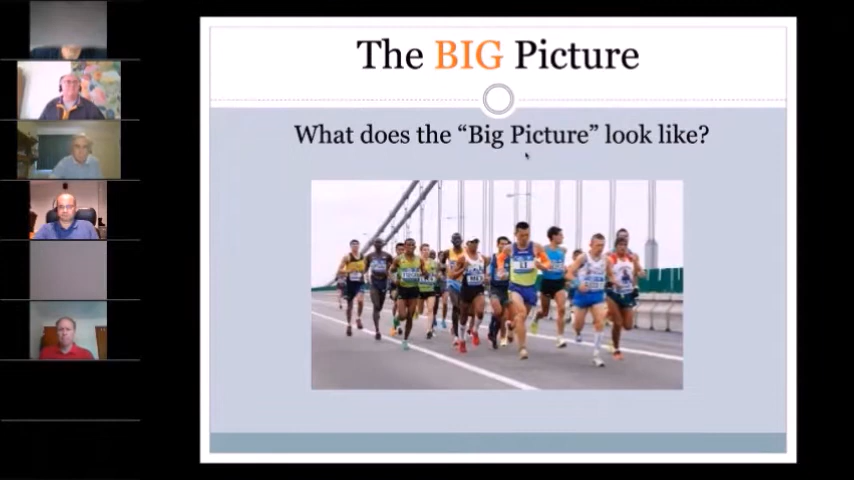 The BIG Picture
What does the “Big Picture” look like?